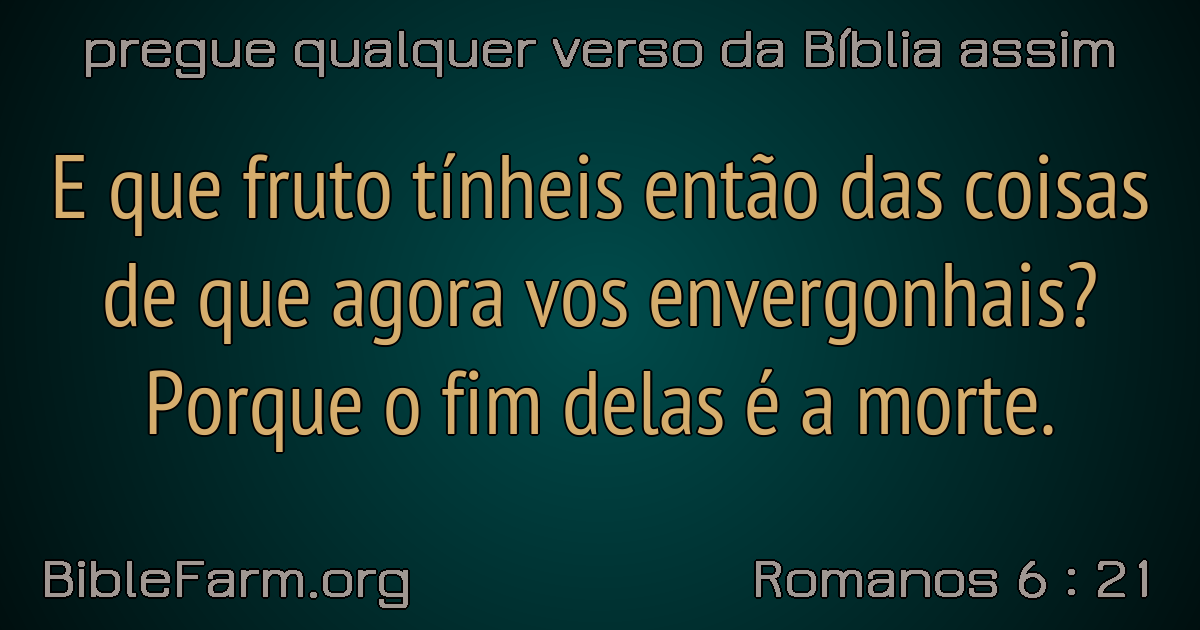 pregue qualquer verso da Bíblia assim
E que fruto tínheis então das coisas
de que agora vos envergonhais?
Porque o fim delas é a morte.
BibleFarm.org
Romanos 6 : 21